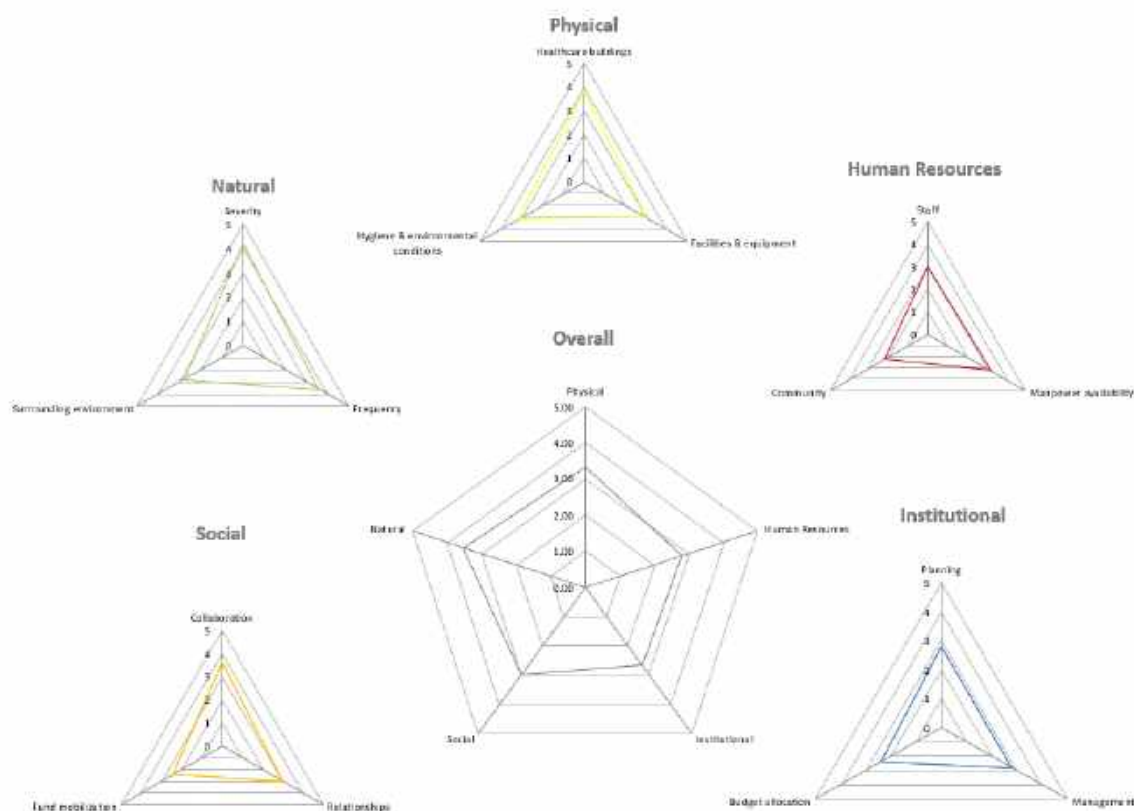 Physical
Healthcare buildings
5
4
3
2
1
0
Hygiene & environmental
conditions
Facilities & equipment
Natural
Severity
5
4
3
2
1
0
Surrounding environment
Frequency
Human Resources
Staff
5
4
3
2
1
0
Community
Manpower availability
Overall
Physical
5,00
4,00
3,00
2,00
1,00
0,00
Natural
Human Resources
Social
Institutional
Social
Collaboration
5
4
3
2
1
0
Fund mobilization
Relationships
Institutional
Planning
5
4
3
2
1
0
Budget allocation
Management